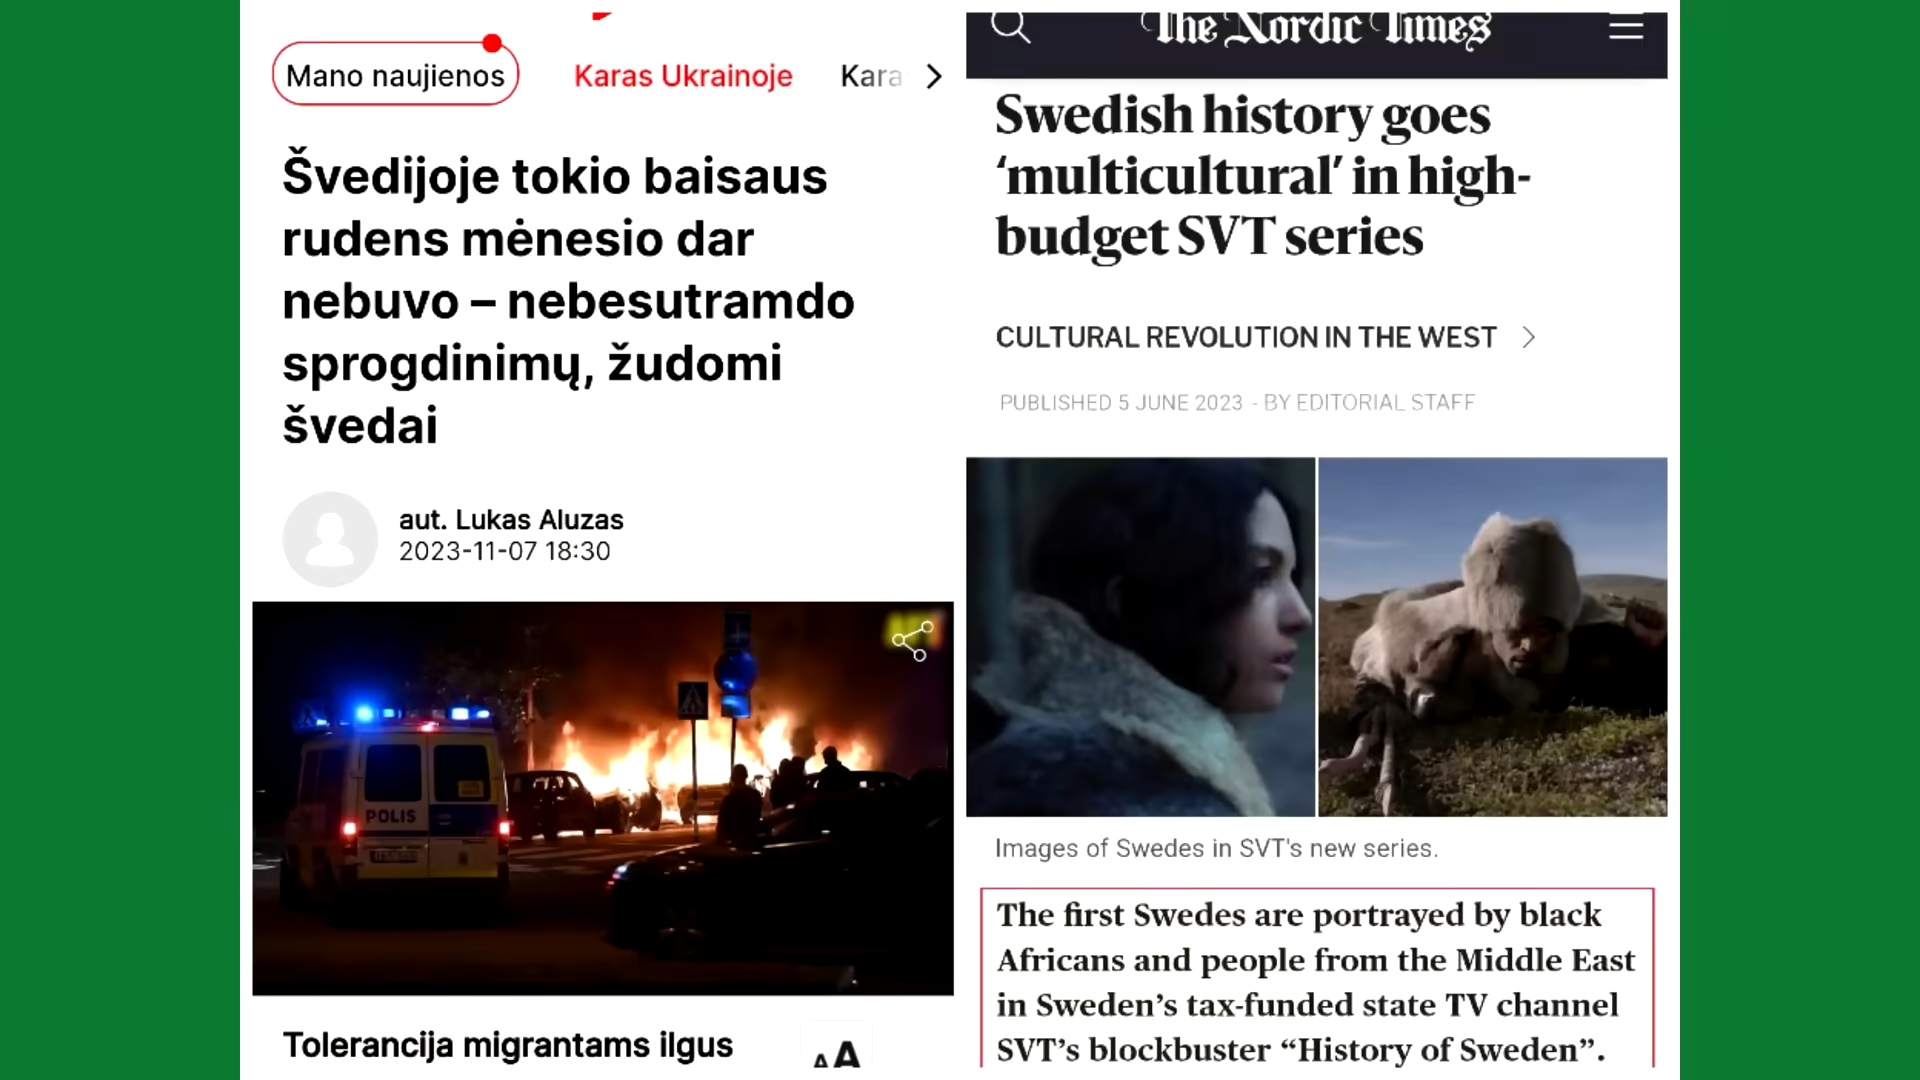 Mano naujienos
Karas Ukrainoje
Kara
Švedijoje tokio baisaus
rudens mėnesio dar
nebuvo – nebesutramdo
sprogdinimų, žudomi
švedai
aut. Lukas Aluzas
2023-11-07 18:30
POLIS
Tolerancija migrantams ilgus
AA
The Nordic Times
Swedish history goes
‘multicultural’ in high-
budget SVT series
CULTURAL REVOLUTION IN THE WEST
PUBLISHED 5 JUNE 2023 - BY EDITORIAL STAFF
Images of Swedes in SVT's new series.
The first Swedes are portrayed by black
Africans and people from the Middle East
in Sweden’s tax-funded state TV channel
SVT’s blockbuster “History of Sweden”.